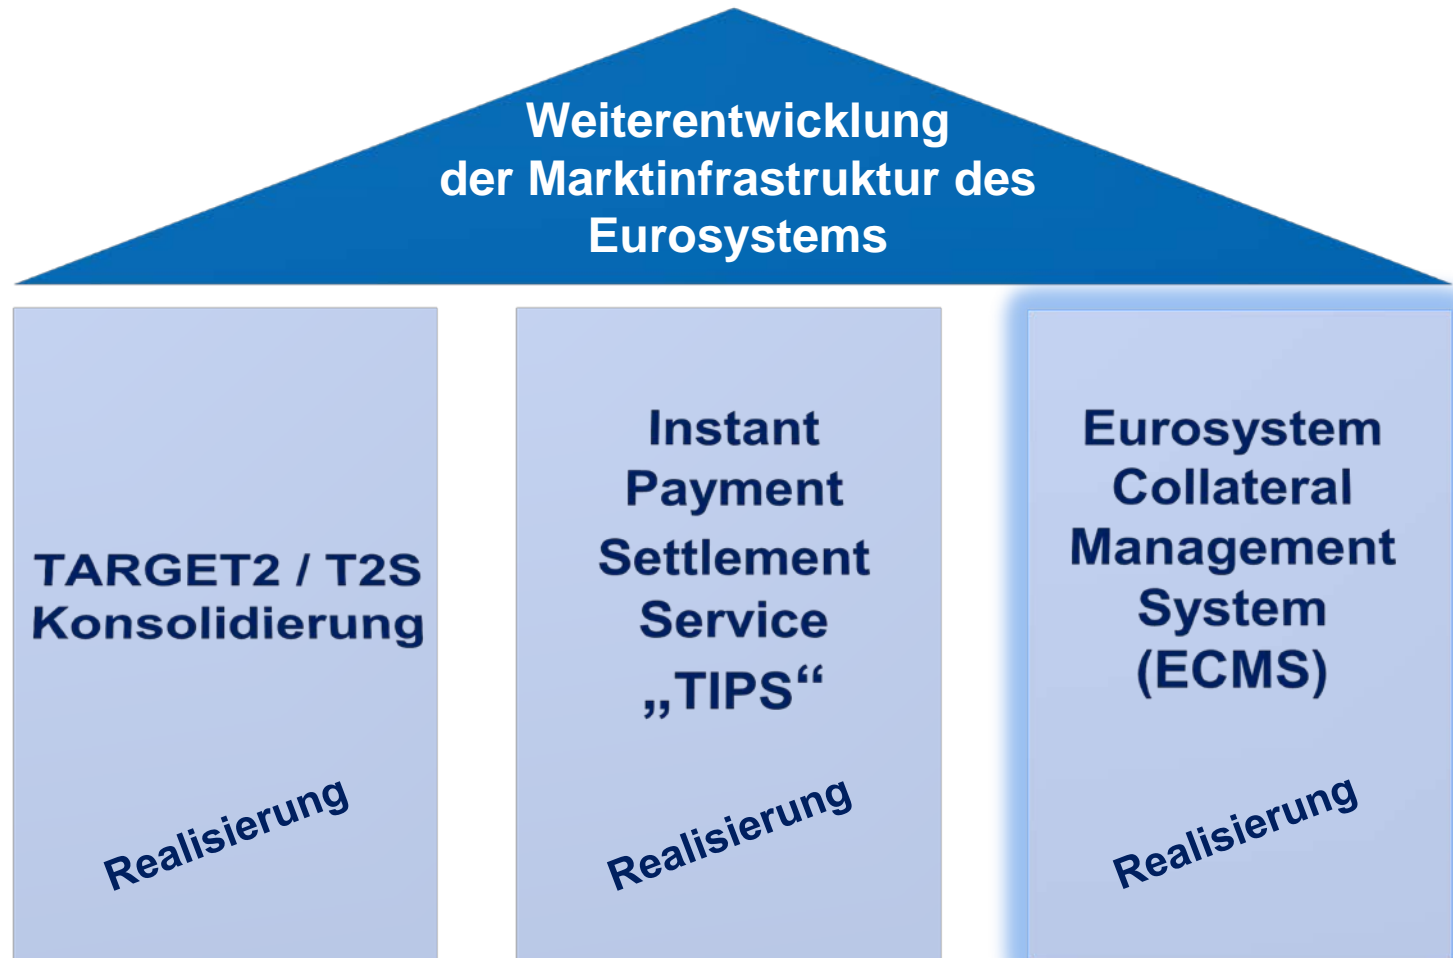 Weiterentwicklung
der Marktinfrastruktur des
Eurosystems
TARGET2 / T2S
Konsolidierung
Realisierung
Instant
Payment
Settlement
Service
„TIPS“
Realisierung
Eurosystem
Collateral
Management
System
(ECMS)
Realisierung